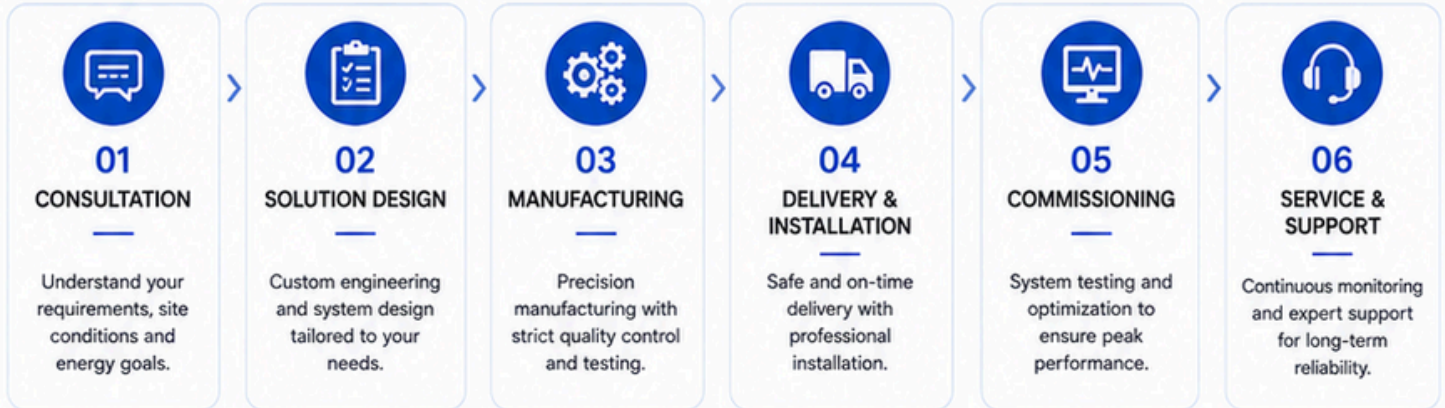 01
CONSULTATION
Understand your
requirements, site
conditions and
energy goals.
02
SOLUTION DESIGN
Custom engineering
and system design
tailored to your
needs.
03
MANUFACTURING
Precision
manufacturing with
strict quality control
and testing.
04
DELIVERY &
INSTALLATION
Safe and on-time
delivery with
professional
installation.
05
COMMISSIONING
System testing and
optimization to
ensure peak
performance.
06
SERVICE &
SUPPORT
Continuous monitoring
and expert support
for long-term
reliability.